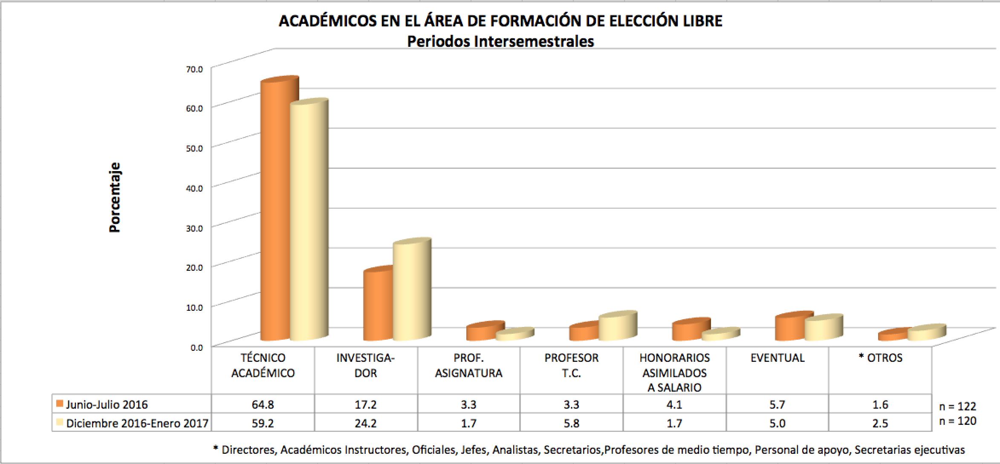 ACADÉMICOS EN EL ÁREA DE FORMACIÓN DE ELECCIÓN LIBRE
Periodos Intersemestrales
Porcentaje
70.0
60.0
50.0
40.0
30.0
20.0
10.0
0.0
TÉCNICO
ACADÉMICO
INVESTIGA-
DOR
PROF.
ASIGNATURA
PROFESOR
T.C.
HONORARIOS
ASIMILADOS
A SALARIO
EVENTUAL
* OTROS
Junio-Julio 2016 64.8 17.2 3.3 3.3 4.1 5.7 1.6 n = 122
Diciembre 2016-Enero 2017 59.2 24.2 1.7 5.8 1.7 5.0 2.5 n = 120
* Directores, Académicos Instructores, Oficiales, Jefes, Analistas, Secretarios,Profesores de medio tiempo, Personal de apoyo, Secretarias ejecutivas